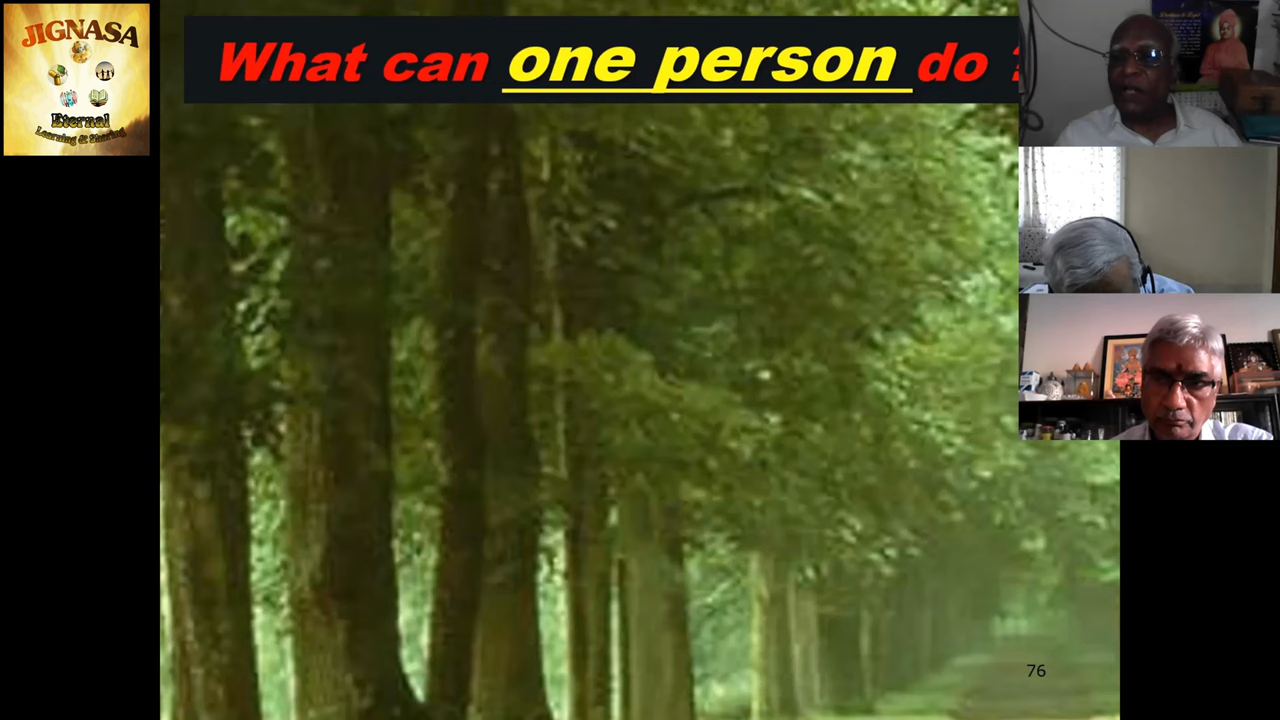 JIGNASA
Eternal
Learning & Sharing
What can one person do ?
76